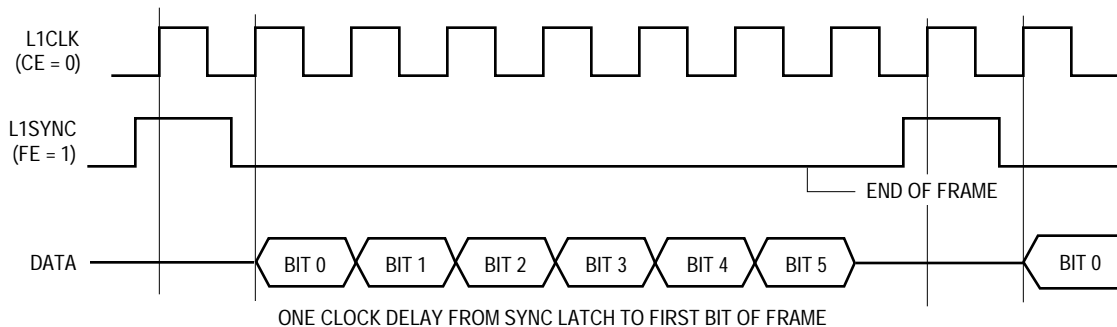 L1CLK
(CE = 0)
L1SYNC
(FE = 1)
END OF FRAME
DATA
BIT 0
BIT 1
BIT 2
BIT 3
BIT 4
BIT 5
BIT 0
ONE CLOCK DELAY FROM SYNC LATCH TO FIRST BIT OF FRAME